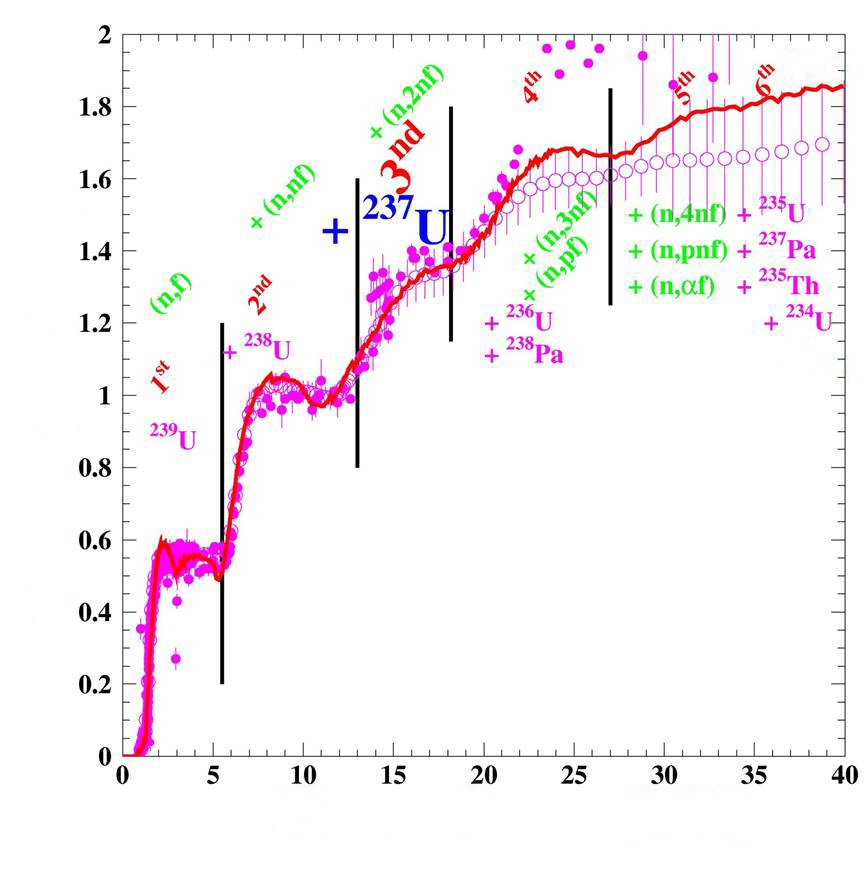 2
1.8
1.6
1.4
1.2
1
0.8
0.6
0.4
0.2
0
0 5 10 15 20 25 30 35 40
(n,f)
1st
239U
+ (n,nf)
2nd
+ 238U
+ (n,2nf)
3nd
+ 237U
4th
+ (n,3nf)
+ (n,pf)
+ 236U
+ 238Pa
5th
6th
+ (n,4nf) + 235U
+ (n,pnf) + 237Pa
+ (n,αf) + 235Th
+ 234U